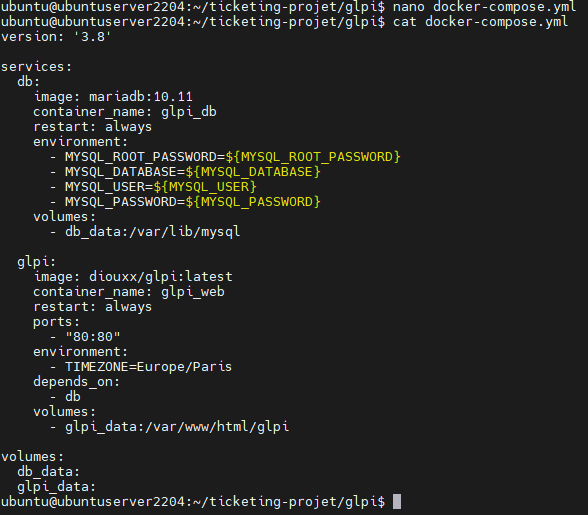 ubuntu@ubuntuserver2204:~/ticketing-projet/glpi$ nano docker-compose.yml
ubuntu@ubuntuserver2204:~/ticketing-projet/glpi$ cat docker-compose.yml
version: '3.8'

services:
  db:
    image: mariadb:10.11
    container_name: glpi_db
    restart: always
    environment:
      - MYSQL_ROOT_PASSWORD=${MYSQL_ROOT_PASSWORD}
      - MYSQL_DATABASE=${MYSQL_DATABASE}
      - MYSQL_USER=${MYSQL_USER}
      - MYSQL_PASSWORD=${MYSQL_PASSWORD}
    volumes:
      - db_data:/var/lib/mysql

  glpi:
    image: diouxx/glpi:latest
    container_name: glpi_web
    restart: always
    ports:
      - "80:80"
    environment:
      - TIMEZONE=Europe/Paris
    depends_on:
      - db
    volumes:
      - glpi_data:/var/www/html/glpi

volumes:
  db_data:
  glpi_data:
ubuntu@ubuntuserver2204:~/ticketing-projet/glpi$